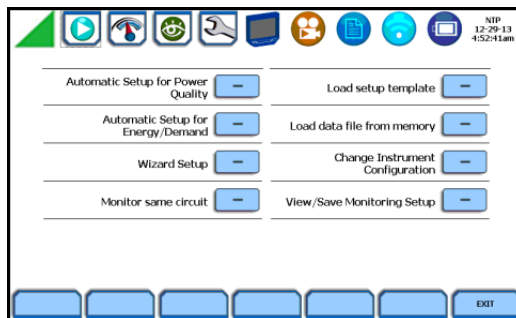 NTP
12-29-13
4:52:41am
Automatic Setup for Power
Quality
Load setup template
Automatic Setup for
Energy/Demand
Load data file from memory
Wizard Setup
Change Instrument
Configuration
Monitor same circuit
View/Save Monitoring Setup
EXIT